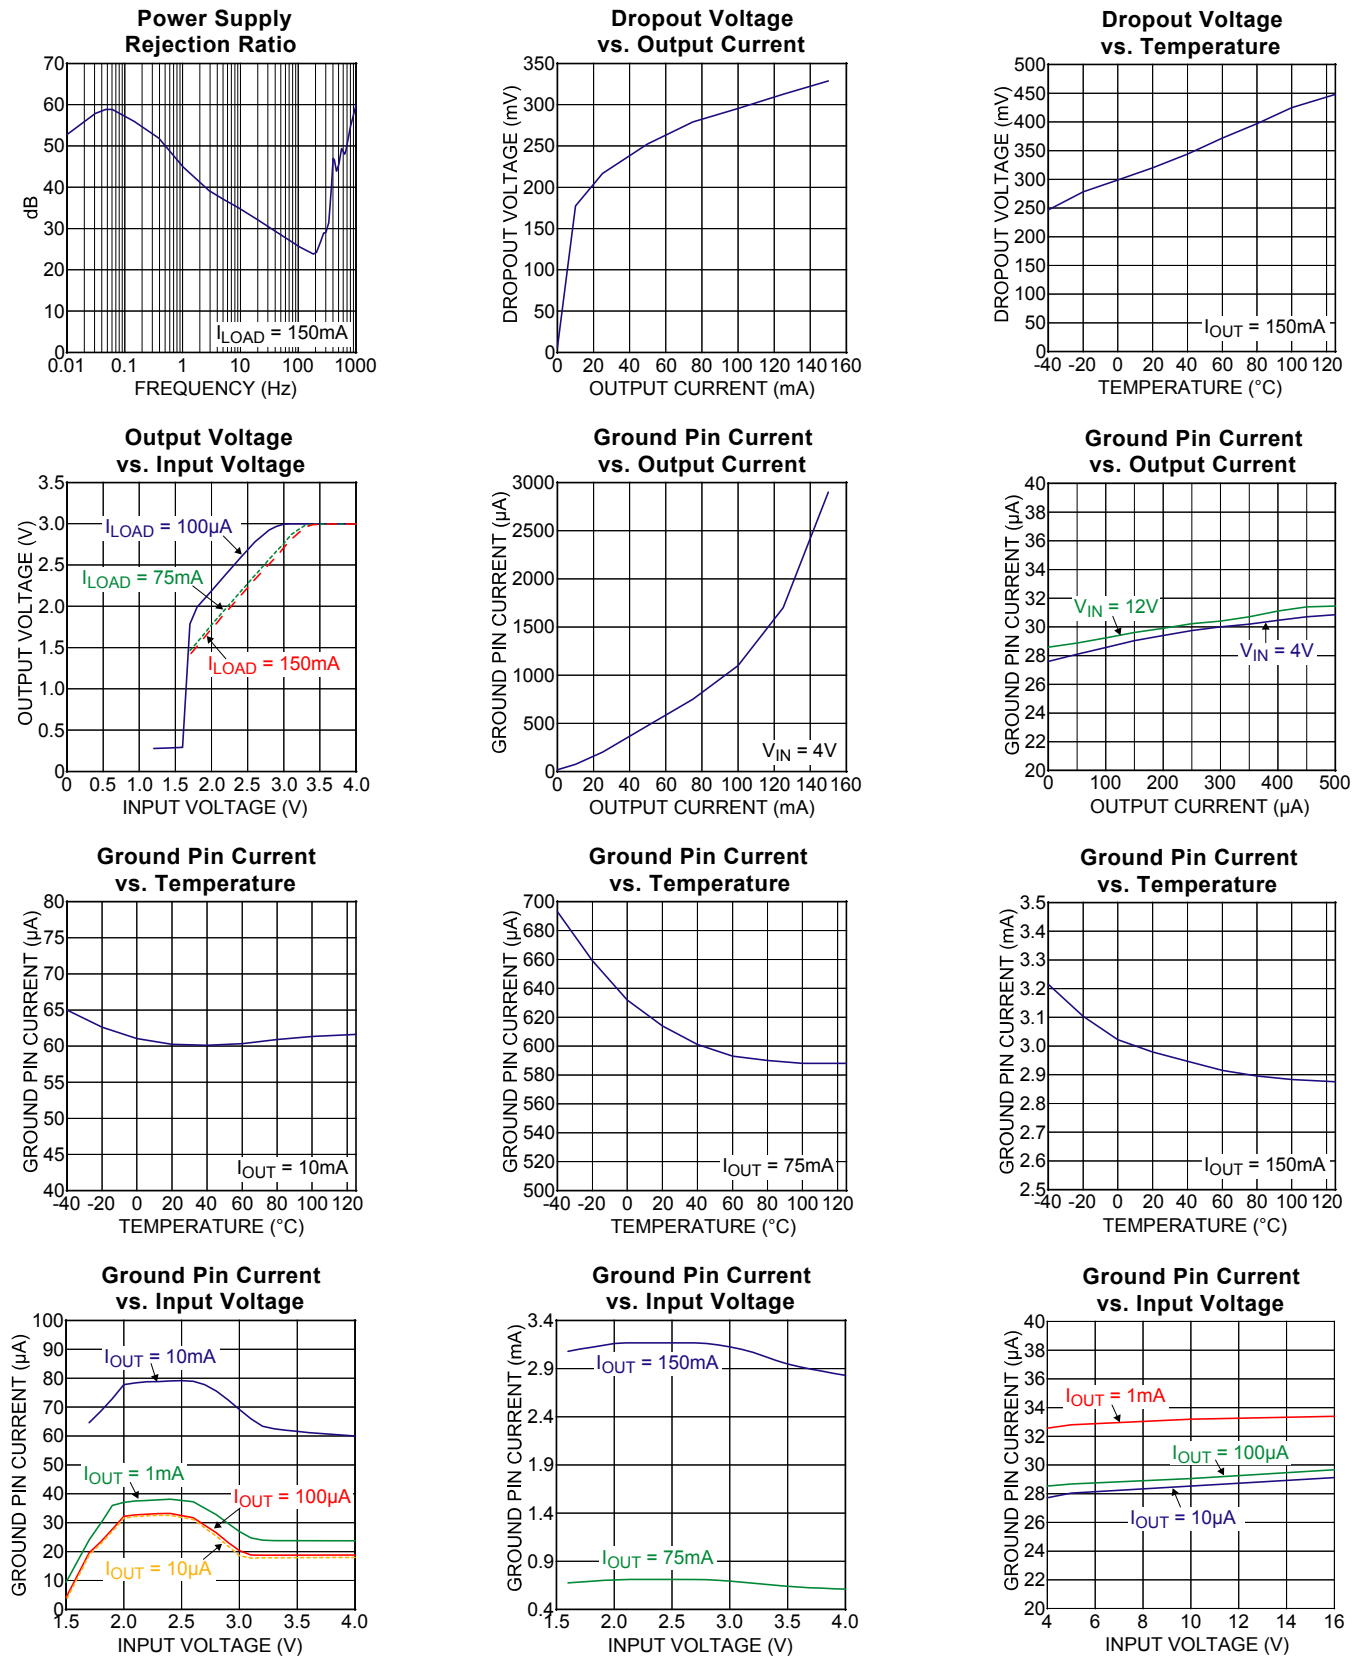 Power Supply
Rejection Ratio
70
60
50
40
30
20
10
0
dB
I_LOAD = 150mA
0.01 0.1 1 10 100 1000
FREQUENCY (Hz)
Dropout Voltage
vs. Output Current
350
300
250
200
150
100
50
0
DROPOUT VOLTAGE (mV)
0 20 40 60 80 100 120 140 160
OUTPUT CURRENT (mA)
Dropout Voltage
vs. Temperature
500
450
400
350
300
250
200
150
100
50
0
DROPOUT VOLTAGE (mV)
I_OUT = 150mA
-40 -20 0 20 40 60 80 100 120
TEMPERATURE (°C)
Output Voltage
vs. Input Voltage
3.5
3.0
2.5
2.0
1.5
1.0
0.5
0
OUTPUT VOLTAGE (V)
I_LOAD = 100µA
I_LOAD = 75mA
I_LOAD = 150mA
0 0.5 1.0 1.5 2.0 2.5 3.0 3.5 4.0
INPUT VOLTAGE (V)
Ground Pin Current
vs. Output Current
3000
2500
2000
1500
1000
500
0
GROUND PIN CURRENT (µA)
V_IN = 4V
0 20 40 60 80 100 120 140 160
OUTPUT CURRENT (mA)
Ground Pin Current
vs. Output Current
40
38
36
34
32
30
28
26
24
22
20
GROUND PIN CURRENT (µA)
V_IN = 12V
V_IN = 4V
0 100 200 300 400 500
OUTPUT CURRENT (µA)
Ground Pin Current
vs. Temperature
80
75
70
65
60
55
50
45
40
GROUND PIN CURRENT (µA)
I_OUT = 10mA
-40 -20 0 20 40 60 80 100 120
TEMPERATURE (°C)
Ground Pin Current
vs. Temperature
700
680
660
640
620
600
580
560
540
520
500
GROUND PIN CURRENT (µA)
I_OUT = 75mA
-40 -20 0 20 40 60 80 100 120
TEMPERATURE (°C)
Ground Pin Current
vs. Temperature
3.5
3.4
3.3
3.2
3.1
3.0
2.9
2.8
2.7
2.6
2.5
GROUND PIN CURRENT (mA)
I_OUT = 150mA
-40 -20 0 20 40 60 80 100 120
TEMPERATURE (°C)
Ground Pin Current
vs. Input Voltage
100
90
80
70
60
50
40
30
20
10
0
GROUND PIN CURRENT (µA)
I_OUT = 10mA
I_OUT = 1mA
I_OUT = 100µA
I_OUT = 10µA
1.5 2.0 2.5 3.0 3.5 4.0
INPUT VOLTAGE (V)
Ground Pin Current
vs. Input Voltage
3.4
2.9
2.4
1.9
1.4
0.9
0.4
GROUND PIN CURRENT (mA)
I_OUT = 150mA
I_OUT = 75mA
1.5 2.0 2.5 3.0 3.5 4.0
INPUT VOLTAGE (V)
Ground Pin Current
vs. Input Voltage
40
38
36
34
32
30
28
26
24
22
20
GROUND PIN CURRENT (µA)
I_OUT = 1mA
I_OUT = 100µA
I_OUT = 10µA
4 6 8 10 12 14 16
INPUT VOLTAGE (V)